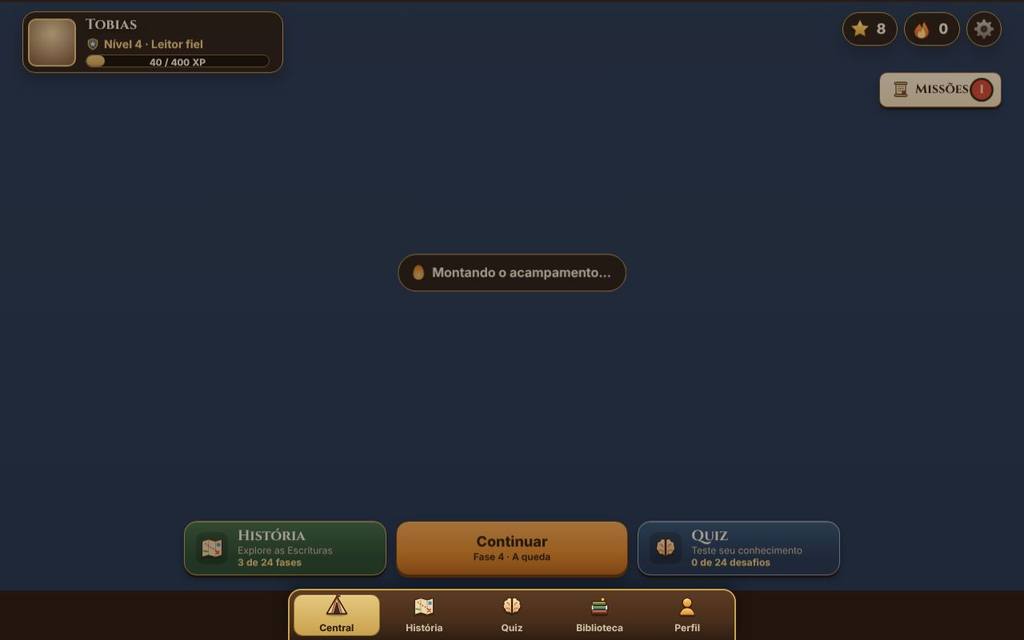 Tobias
Nível 4 · Leitor fiel
40 / 400 XP
8
0
Missões 1
Montando o acampamento...
História
Explore as Escrituras
3 de 24 fases
Continuar
Fase 4 · A queda
Quiz
Teste seu conhecimento
0 de 24 desafios
Central
História
Quiz
Biblioteca
Perfil